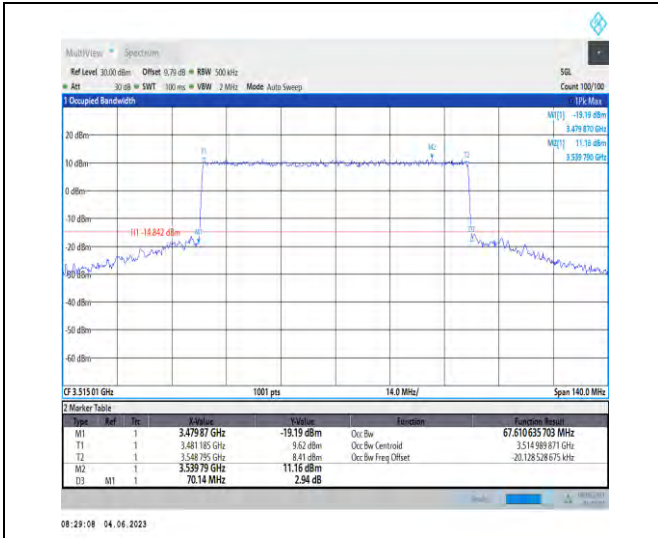 MultiView Spectrum
Ref Level 30.00 dBm Offset 9.79 dB RBW 500 kHz SGL
Att 30 dB SWT 100 ms VBW 2 MHz Mode Auto Sweep Count 100/100
1 Occupied Bandwidth 1Pk Max
M1[1] -19.19 dBm
3.479 870 GHz
M2[1] 11.16 dBm
3.539 790 GHz
20 dBm
T1 M2 T2
10 dBm
0 dBm
-10 dBm
H1 -14.842 dBm
-20 dBm
-30 dBm
-40 dBm
-50 dBm
-60 dBm
CF 3.515 01 GHz 1001 pts 14.0 MHz/ Span 140.0 MHz
2 Marker Table
Type Ref Trc X-Value Y-Value Function Function Result
M1 1 3.479 87 GHz -19.19 dBm Occ Bw 67.610 635 703 MHz
T1 1 3.481 185 GHz 9.62 dBm Occ Bw Centroid 3.514 989 871 GHz
T2 1 3.548 795 GHz 8.41 dBm Occ Bw Freq Offset -20.128 528 675 kHz
M2 1 3.539 79 GHz 11.16 dBm
D3 M1 1 70.14 MHz 2.94 dB
08:29:08 04.06.2023